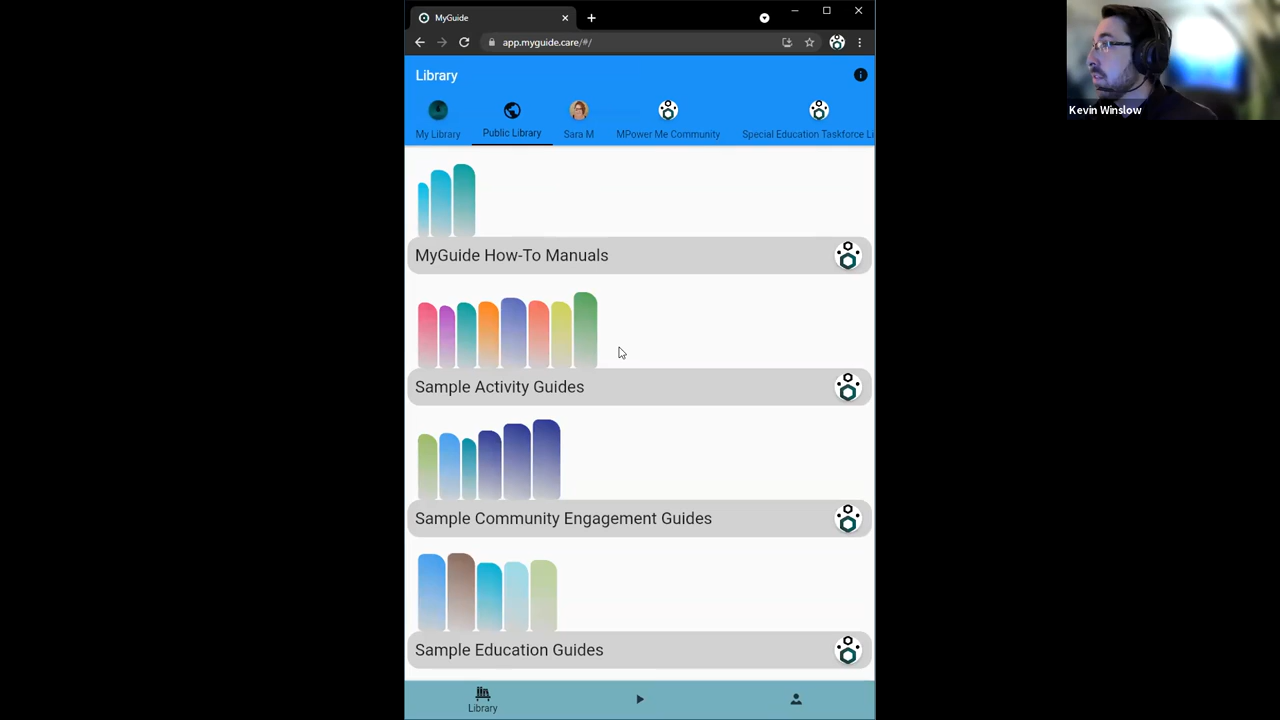 MyGuide
app.myguide.care/#/
Library
My Library
Public Library
Sara M
MPower Me Community
Special Education Taskforce Li
MyGuide How-To Manuals
Sample Activity Guides
Sample Community Engagement Guides
Sample Education Guides
Library
Kevin Winslow